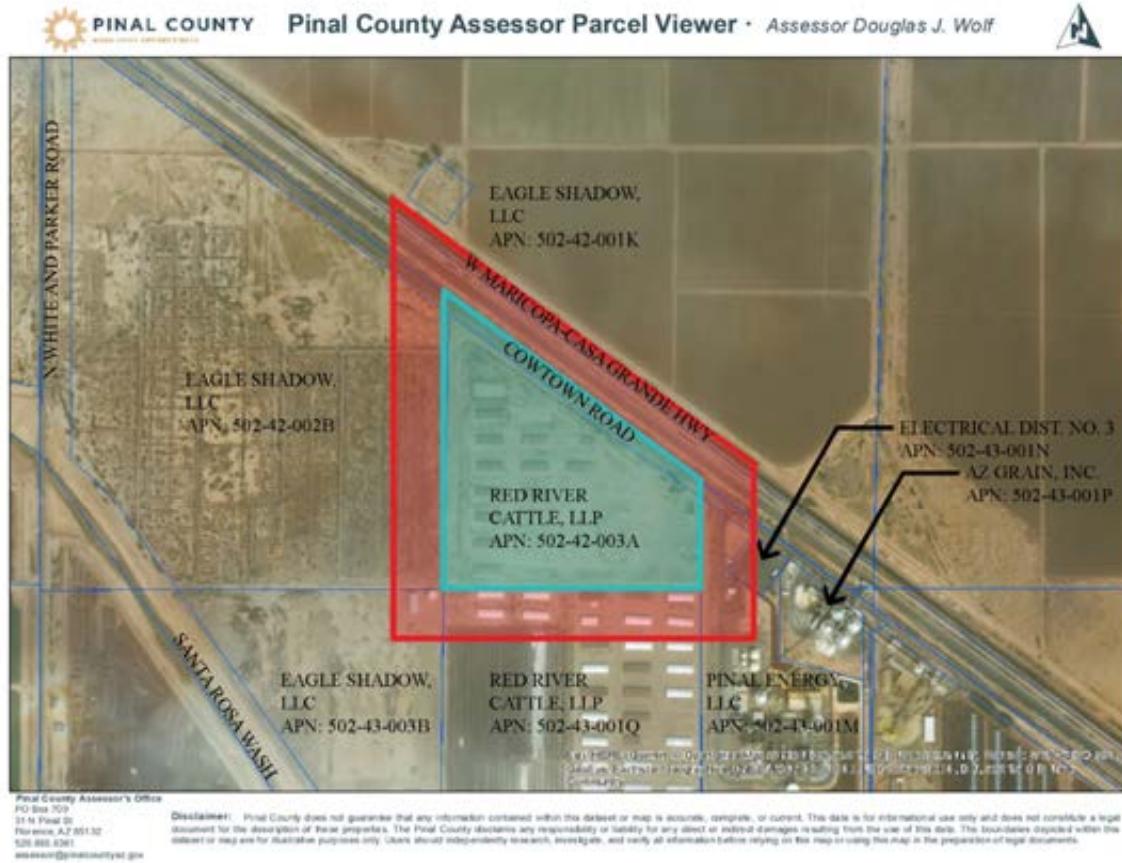 PINAL COUNTY
Pinal County Assessor Parcel Viewer · Assessor Douglas J. Wolf
N
N WHITE AND PARKER ROAD
EAGLE SHADOW,
LLC
APN: 502-42-001K
W MARICOPA-CASA GRANDE HWY
COWTOWN ROAD
EAGLE SHADOW,
LLC
APN: 502-42-002B
ELECTRICAL DIST. NO. 3
APN: 502-43-001N
AZ GRAIN, INC.
APN: 502-43-001P
RED RIVER
CATTLE, LLP
APN: 502-42-003A
SANTA ROSA WASH
EAGLE SHADOW,
LLC
APN: 502-43-003B
RED RIVER
CATTLE, LLP
APN: 502-43-001Q
PINAL ENERGY,
LLC
APN: 502-43-001M
Pinal County Assessor's Office
PO Box 709
31 N Pinal St
Florence, AZ 85132
520.866.6361
assessor@pinalcountyaz.gov
Disclaimer: Pinal County does not guarantee that any information contained within this dataset or map is accurate, complete, or current. This data is for informational use only and does not constitute a legal
document for the description of these properties. The Pinal County disclaims any responsibility or liability for any direct or indirect damages resulting from the use of this data. The boundaries depicted within this
dataset or map are for illustrative purposes only. Users should independently research, investigate, and verify all information before relying on this map or using this map in the preparation of legal documents.